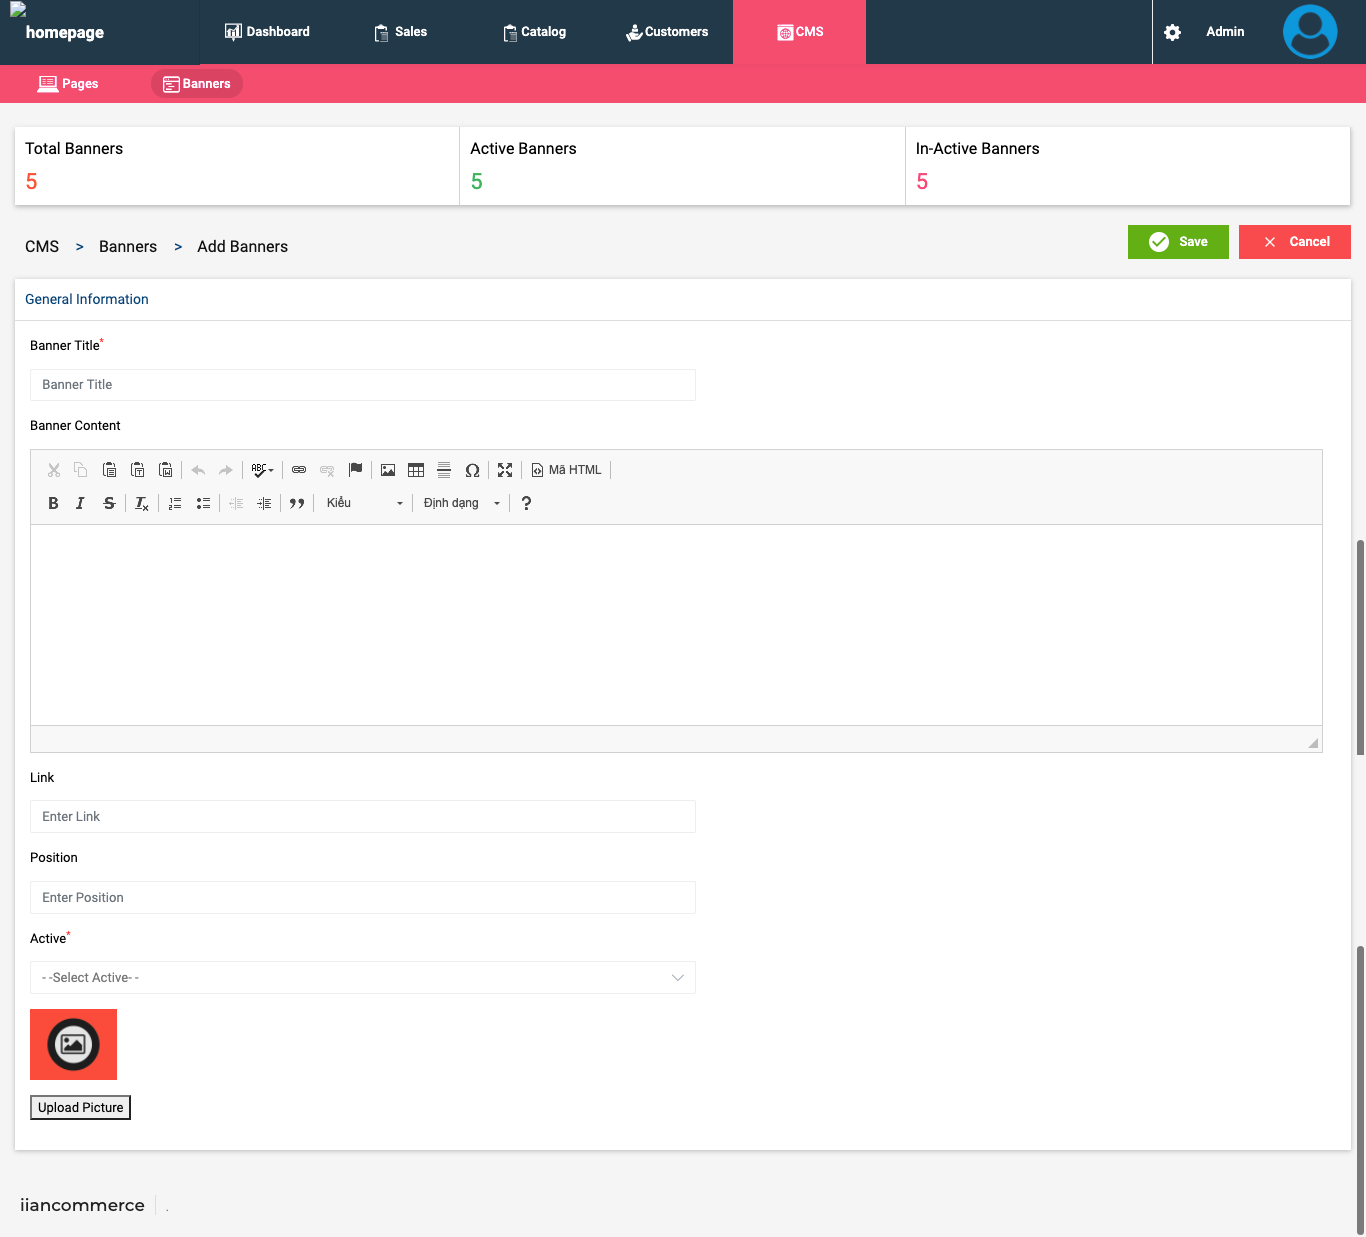 homepage
Dashboard
Sales
Catalog
Customers
CMS
Admin
Pages
Banners
Total Banners
5
Active Banners
5
In-Active Banners
5
CMS > Banners > Add Banners
Save
Cancel
General Information
Banner Title*
Banner Title
Banner Content
ABC
Mã HTML
B I S Tx
Kiểu
Định dạng
?
Link
Enter Link
Position
Enter Position
Active*
- -Select Active- -
Upload Picture
iiancommerce
.